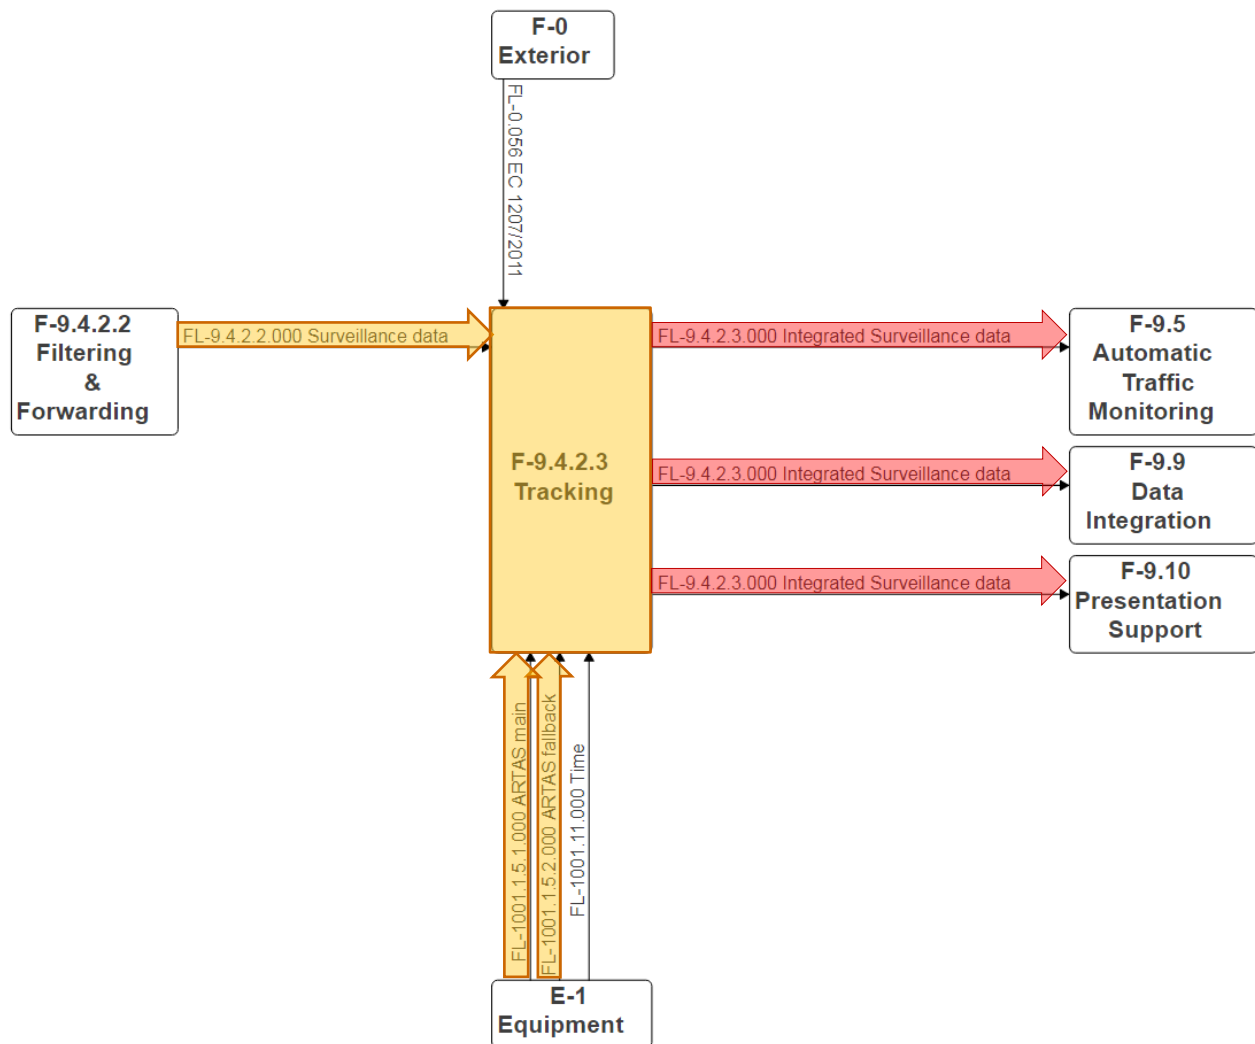 F-0
Exterior
FL-0.056 EC 1207/2011
F-9.4.2.2
Filtering
&
Forwarding
FL-9.4.2.2.000 Surveillance data
F-9.4.2.3
Tracking
FL-9.4.2.3.000 Integrated Surveillance data
F-9.5
Automatic
Traffic
Monitoring
FL-9.4.2.3.000 Integrated Surveillance data
F-9.9
Data
Integration
FL-9.4.2.3.000 Integrated Surveillance data
F-9.10
Presentation
Support
FL-1001.1.5.1.000 ARTAS main
FL-1001.1.5.2.000 ARTAS fallback
FL-1001.11.000 Time
E-1
Equipment